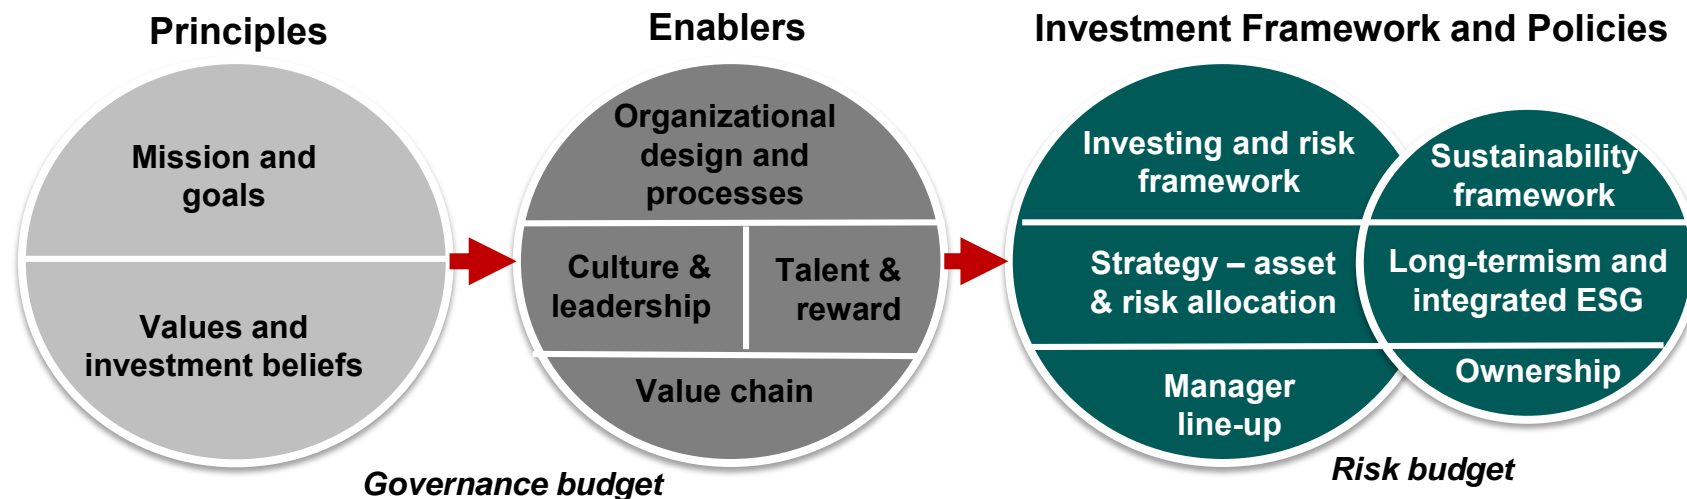 Principles
Mission and
goals
Values and
investment beliefs
Enablers
Organizational
design and
processes
Culture &
leadership
Talent &
reward
Value chain
Governance budget
Investment Framework and Policies
Investing and risk
framework
Strategy – asset
& risk allocation
Manager
line-up
Sustainability
framework
Long-termism and
integrated ESG
Ownership
Risk budget